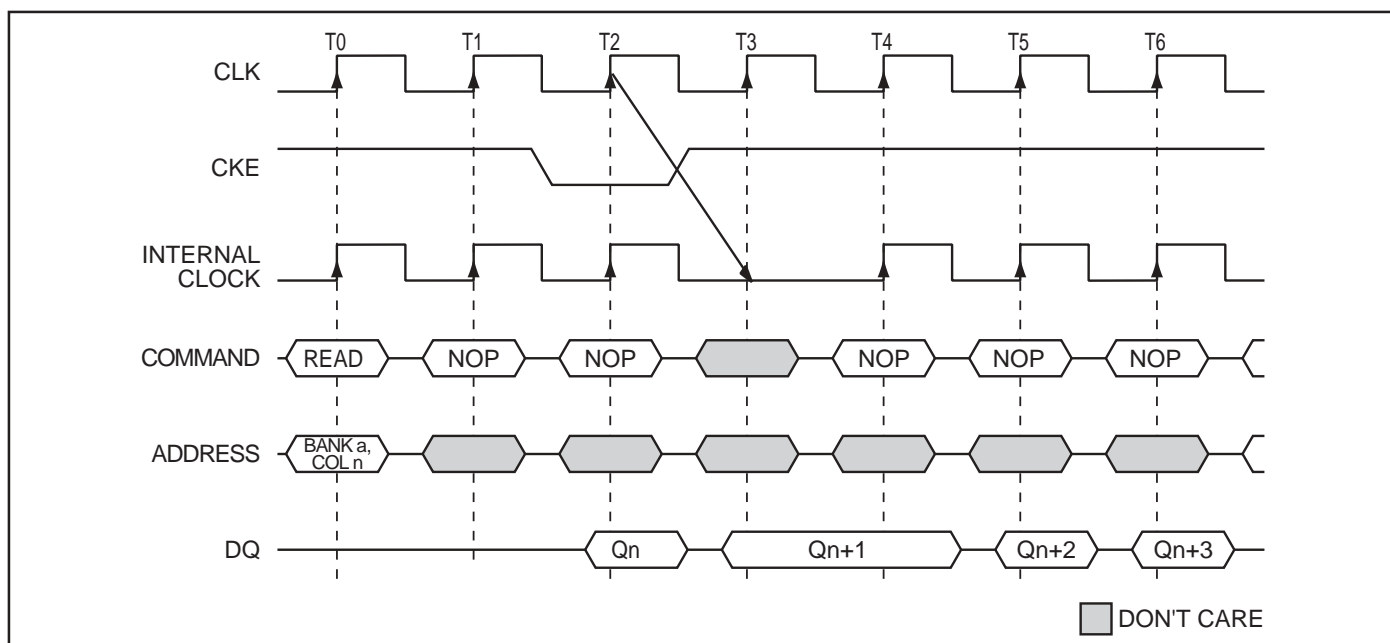 T0 T1 T2 T3 T4 T5 T6
CLK
CKE
INTERNAL
CLOCK
COMMAND READ NOP NOP NOP NOP NOP
ADDRESS BANK a,
COL n
DQ Qn Qn+1 Qn+2 Qn+3
DON'T CARE